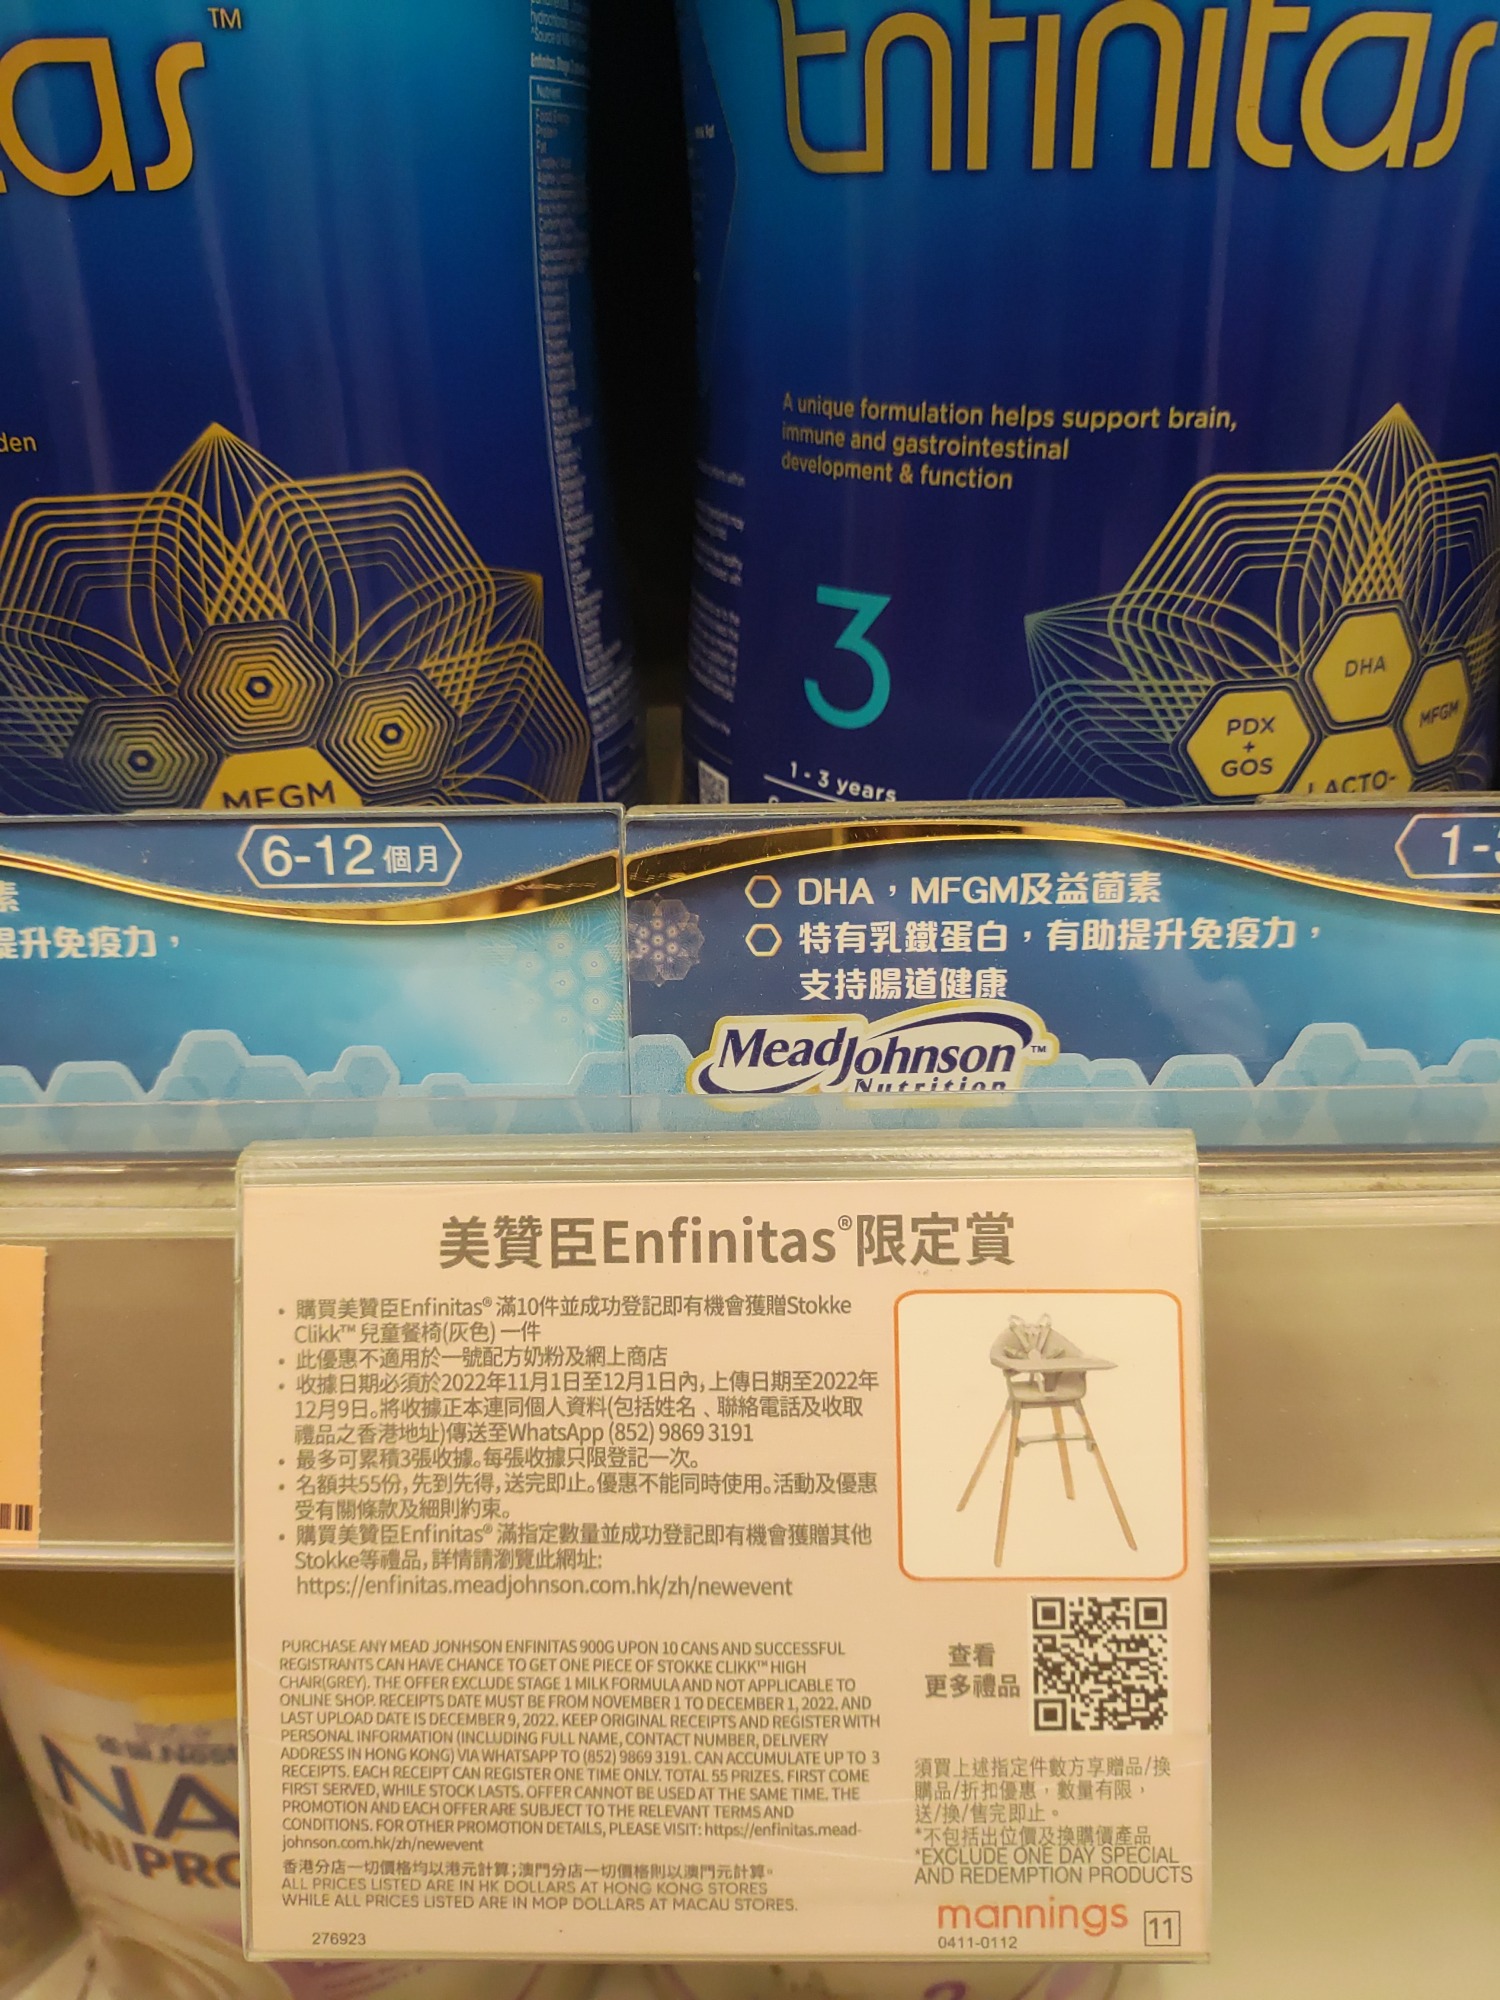 as™
Enfinitas
Nutrient
A unique formulation helps support brain,
immune and gastrointestinal
development & function
den
3
1 - 3 years
DHA
PDX
+
GOS
MFGM
LACTO-
MFGM
6-12個月
素
提升免疫力，
1-
DHA，MFGM及益菌素
特有乳鐵蛋白，有助提升免疫力，
支持腸道健康
MeadJohnson™
Nutrition
美贊臣Enfinitas®限定賞
• 購買美贊臣Enfinitas® 滿10件並成功登記即有機會獲贈Stokke
Clikk™ 兒童餐椅(灰色) 一件
• 此優惠不適用於一號配方奶粉及網上商店
• 收據日期必須於2022年11月1日至12月1日內，上傳日期至2022年
12月9日。將收據正本連同個人資料(包括姓名、聯絡電話及收取
禮品之香港地址)傳送至WhatsApp (852) 9869 3191
• 最多可累積3張收據。每張收據只限登記一次。
• 名額共55份，先到先得，送完即止。優惠不能同時使用。活動及優惠
受有關條款及細則約束。
• 購買美贊臣Enfinitas® 滿指定數量並成功登記即有機會獲贈其他
Stokke等禮品，詳情請瀏覽此網址:
https://enfinitas.meadjohnson.com.hk/zh/newevent
PURCHASE ANY MEAD JONHSON ENFINITAS 900G UPON 10 CANS AND SUCCESSFUL
REGISTRANTS CAN HAVE CHANCE TO GET ONE PIECE OF STOKKE CLIKK™ HIGH
CHAIR(GREY). THE OFFER EXCLUDE STAGE 1 MILK FORMULA AND NOT APPLICABLE TO
ONLINE SHOP. RECEIPTS DATE MUST BE FROM NOVEMBER 1 TO DECEMBER 1, 2022. AND
LAST UPLOAD DATE IS DECEMBER 9, 2022. KEEP ORIGINAL RECEIPTS AND REGISTER WITH
PERSONAL INFORMATION (INCLUDING FULL NAME, CONTACT NUMBER, DELIVERY
ADDRESS IN HONG KONG) VIA WHATSAPP TO (852) 9869 3191. CAN ACCUMULATE UP TO 3
RECEIPTS. EACH RECEIPT CAN REGISTER ONE TIME ONLY. TOTAL 55 PRIZES. FIRST COME
FIRST SERVED, WHILE STOCK LASTS. OFFER CANNOT BE USED AT THE SAME TIME. THE
PROMOTION AND EACH OFFER ARE SUBJECT TO THE RELEVANT TERMS AND
CONDITIONS. FOR OTHER PROMOTION DETAILS, PLEASE VISIT: https://enfinitas.mead-
johnson.com.hk/zh/newevent
香港分店一切價格均以港元計算；澳門分店一切價格則以澳門元計算。
ALL PRICES LISTED ARE IN HK DOLLARS AT HONG KONG STORES
WHILE ALL PRICES LISTED ARE IN MOP DOLLARS AT MACAU STORES.
276923
查看
更多禮品
須買上述指定件數方享贈品/換
購品/折扣優惠，數量有限，
送/換/售完即止。
*不包括出位價及換購價產品
*EXCLUDE ONE DAY SPECIAL
AND REDEMPTION PRODUCTS
mannings
11
0411-0112
NA
INIPRO